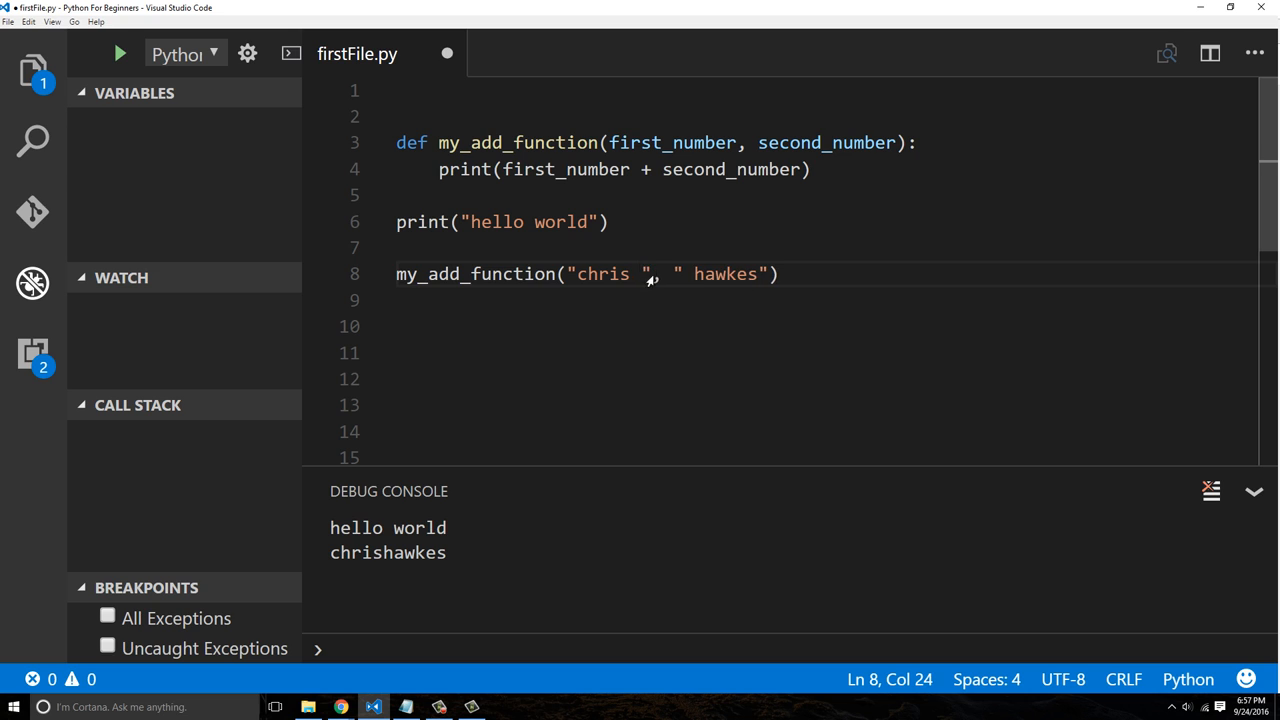 ● firstFile.py - Python For Beginners - Visual Studio Code
File Edit View Go Help
1
Python
firstFile.py
VARIABLES
WATCH
CALL STACK
BREAKPOINTS
All Exceptions
Uncaught Exceptions
2
1
2
3 def my_add_function(first_number, second_number):
4 print(first_number + second_number)
5
6 print("hello world")
7
8 my_add_function("chris ", " hawkes")
9
10
11
12
13
14
15
DEBUG CONSOLE
hello world
chrishawkes
0 0 Ln 8, Col 24 Spaces: 4 UTF-8 CRLF Python
I'm Cortana. Ask me anything.
6:57 PM
9/24/2016